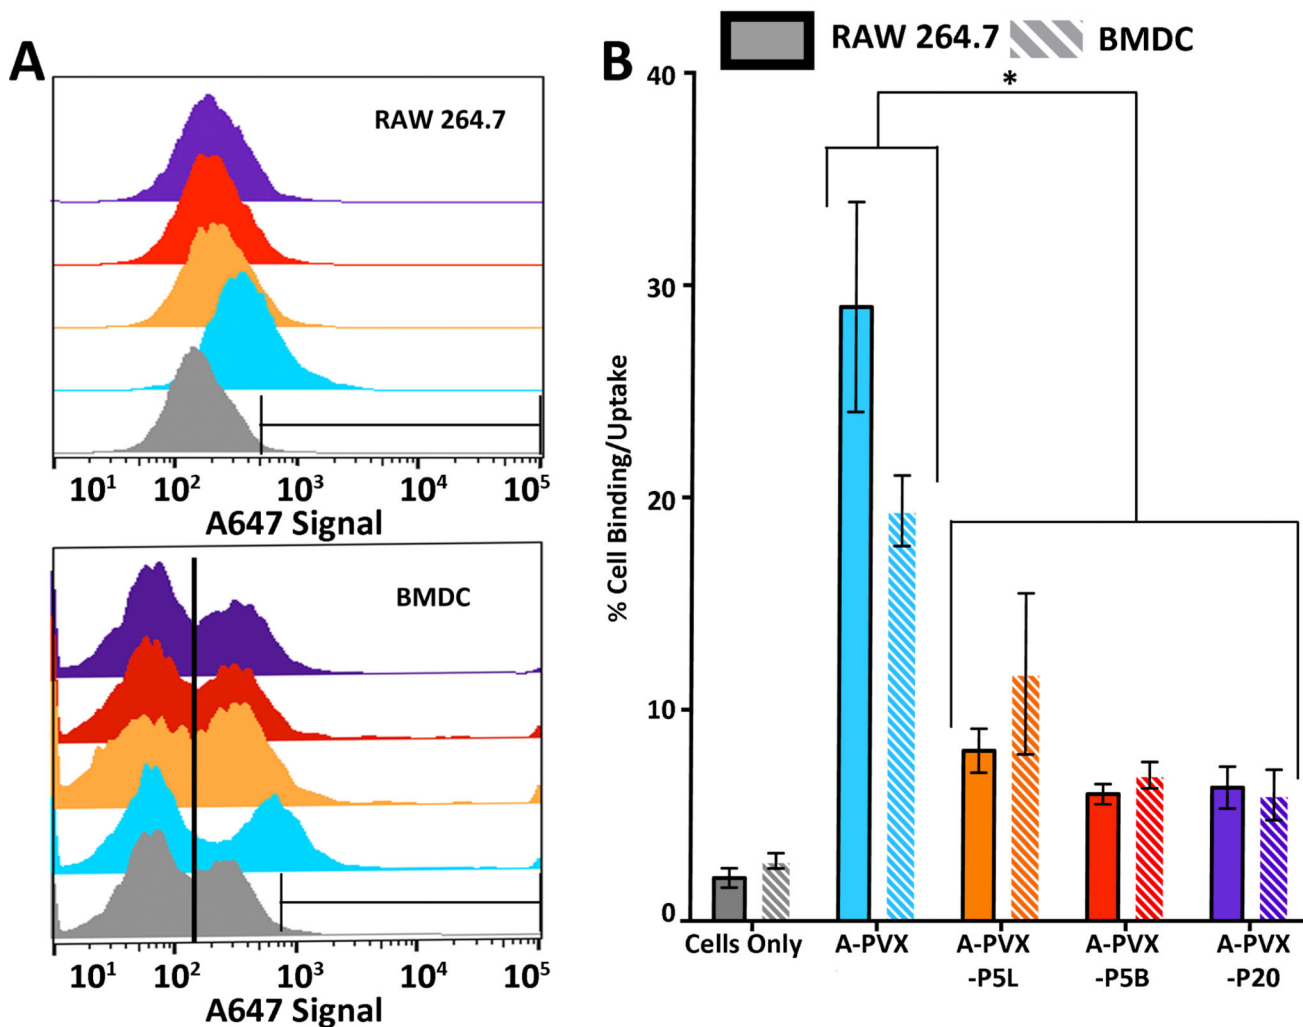 A
RAW 264.7
10¹ 10² 10³ 10⁴ 10⁵
A647 Signal
BMDC
10¹ 10² 10³ 10⁴ 10⁵
A647 Signal
B
RAW 264.7 BMDC
*
% Cell Binding/Uptake
40
30
20
10
0
Cells Only A-PVX A-PVX A-PVX A-PVX
-P5L -P5B -P20